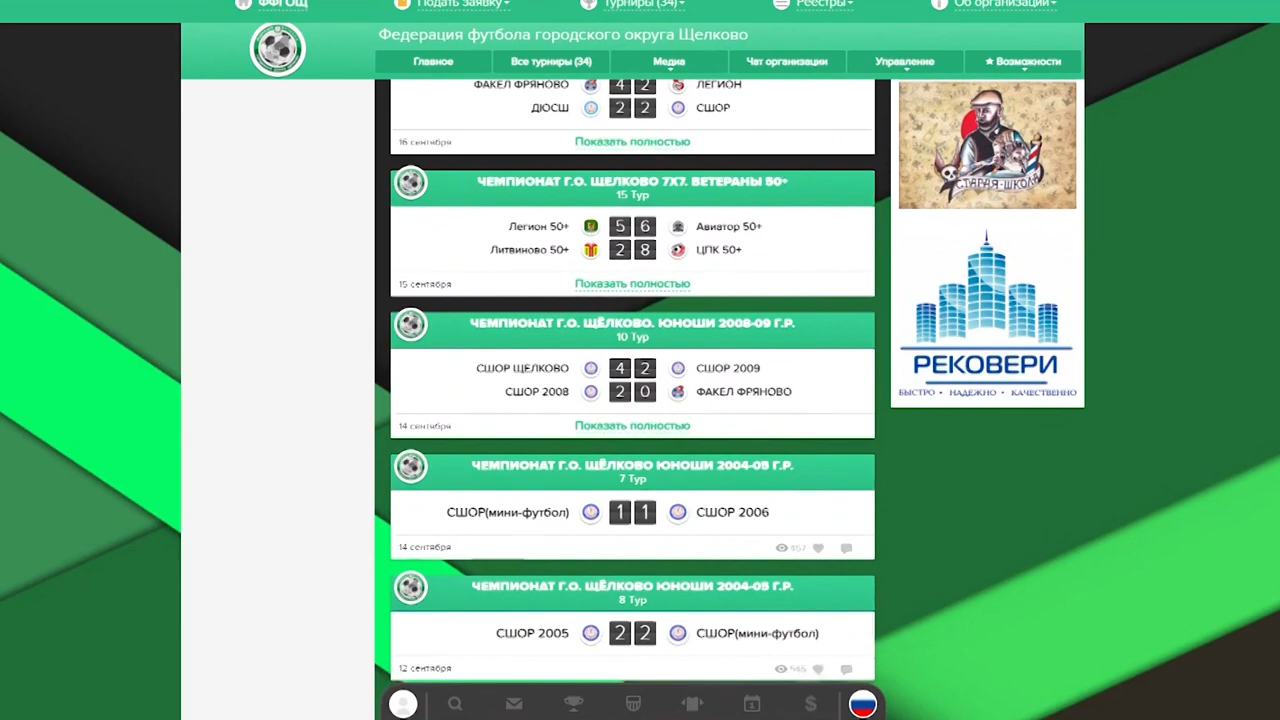 ФФГОЩ
Подать заявку
Турниры (34)
Реестры
Об организации
Федерация футбола городского округа Щелково
Главное
Все турниры (34)
Медиа
Чат организации
Управление
★ Возможности
ФАКЕЛ ФРЯНОВО 4 2 ЛЕГИОН
ДЮСШ 2 2 СШОР
16 сентября Показать полностью
ЧЕМПИОНАТ Г.О. ЩЕЛКОВО 7Х7. ВЕТЕРАНЫ 50+
15 Тур
Легион 50+ 5 6 Авиатор 50+
Литвиново 50+ 2 8 ЦПК 50+
15 сентября Показать полностью
ЧЕМПИОНАТ Г.О. ЩЁЛКОВО. ЮНОШИ 2008-09 Г.Р.
10 Тур
СШОР ЩЕЛКОВО 4 2 СШОР 2009
СШОР 2008 2 0 ФАКЕЛ ФРЯНОВО
14 сентября Показать полностью
ЧЕМПИОНАТ Г.О. ЩЁЛКОВО ЮНОШИ 2004-05 Г.Р.
7 Тур
СШОР(мини-футбол) 1 1 СШОР 2006
14 сентября 457
ЧЕМПИОНАТ Г.О. ЩЁЛКОВО ЮНОШИ 2004-05 Г.Р.
8 Тур
СШОР 2005 2 2 СШОР(мини-футбол)
12 сентября 545
СТАРАЯ ШКОЛА
РЕКОВЕРИ
БЫСТРО • НАДЕЖНО • КАЧЕСТВЕННО
1
$